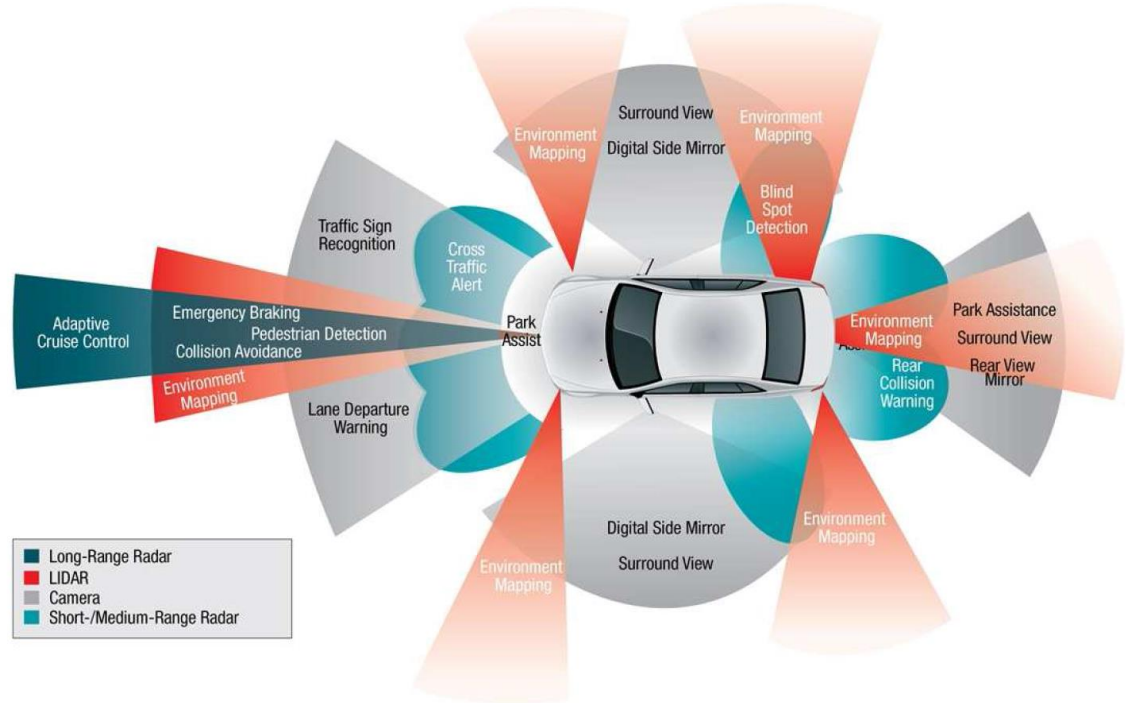 Environment
Mapping
Surround View
Digital Side Mirror
Environment
Mapping
Blind
Spot
Detection
Traffic Sign
Recognition
Cross
Traffic
Alert
Adaptive
Cruise Control
Emergency Braking
Pedestrian Detection
Collision Avoidance
Environment
Mapping
Lane Departure
Warning
Park
Assist
Environment
Mapping
Rear
Collision
Warning
Park Assistance
Surround View
Rear View
Mirror
Environment
Mapping
Digital Side Mirror
Surround View
Environment
Mapping
Long-Range Radar
LIDAR
Camera
Short-/Medium-Range Radar